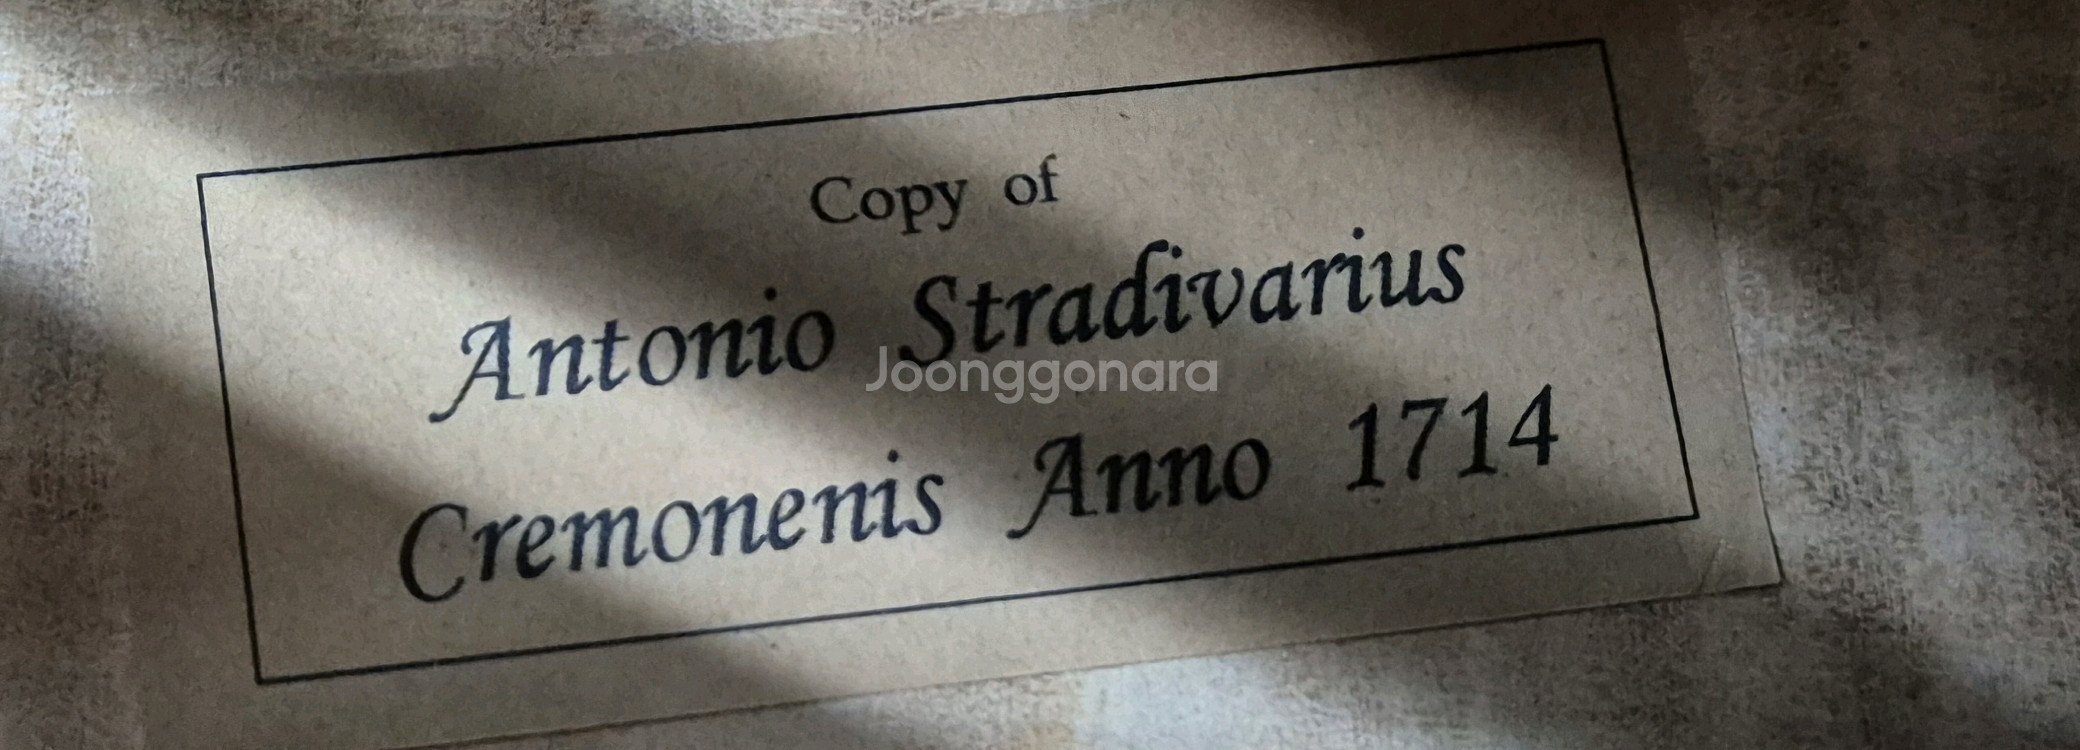 Copy of
Antonio Stradivarius
Joonggonara
Cremonenis Anno 1714